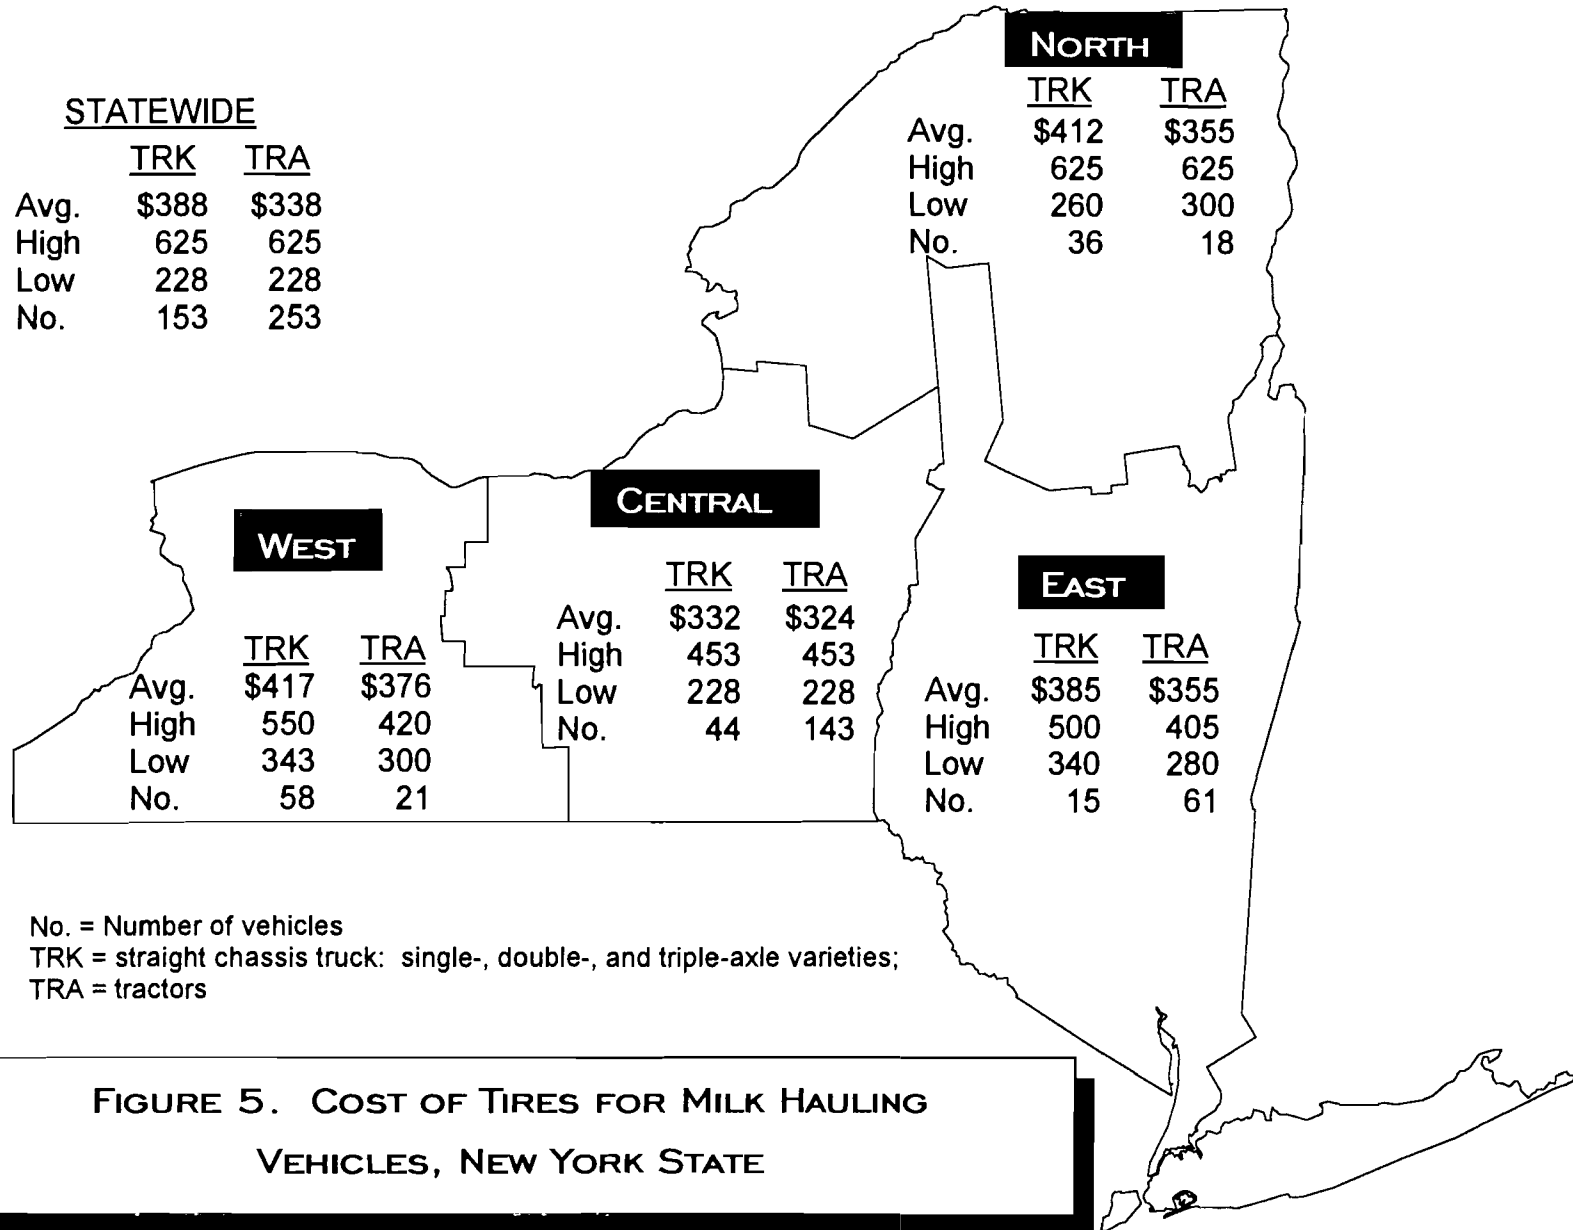 STATEWIDE
TRK TRA
Avg. $388 $338
High 625 625
Low 228 228
No. 153 253
NORTH
TRK TRA
Avg. $412 $355
High 625 625
Low 260 300
No. 36 18
WEST
TRK TRA
Avg. $417 $376
High 550 420
Low 343 300
No. 58 21
CENTRAL
TRK TRA
Avg. $332 $324
High 453 453
Low 228 228
No. 44 143
EAST
TRK TRA
Avg. $385 $355
High 500 405
Low 340 280
No. 15 61
No. = Number of vehicles
TRK = straight chassis truck: single-, double-, and triple-axle varieties;
TRA = tractors
FIGURE 5. COST OF TIRES FOR MILK HAULING
VEHICLES, NEW YORK STATE